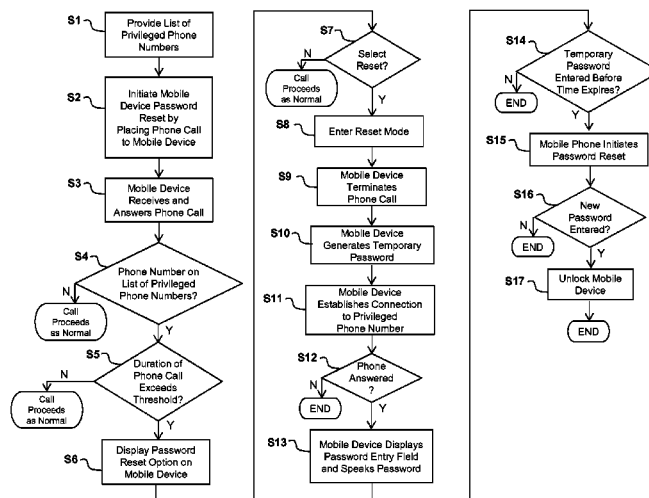 S1
Provide List of
Privileged Phone
Numbers
S2
Initiate Mobile
Device Password
Reset by
Placing Phone Call
to Mobile Device
S3
Mobile Device
Receives and
Answers Phone Call
S4
Phone Number on
List of Privileged
Phone Numbers?
N
Call
Proceeds
as Normal
Y
S5
Duration of
Phone Call
Exceeds
Threshold?
N
Call
Proceeds
as Normal
Y
S6
Display Password
Reset Option on
Mobile Device
S7
Select
Reset?
N
Call
Proceeds
as Normal
Y
S8
Enter Reset Mode
S9
Mobile Device
Terminates
Phone Call
S10
Mobile Device
Generates Temporary
Password
S11
Mobile Device
Establishes Connection
to Privileged
Phone Number
S12
Phone
Answered
?
N
END
Y
S13
Mobile Device Displays
Password Entry Field
and Speaks Password
S14
Temporary
Password
Entered Before
Time Expires?
N
END
Y
S15
Mobile Phone Initiates
Password Reset
S16
New
Password
Entered?
N
END
Y
S17
Unlock Mobile
Device
END